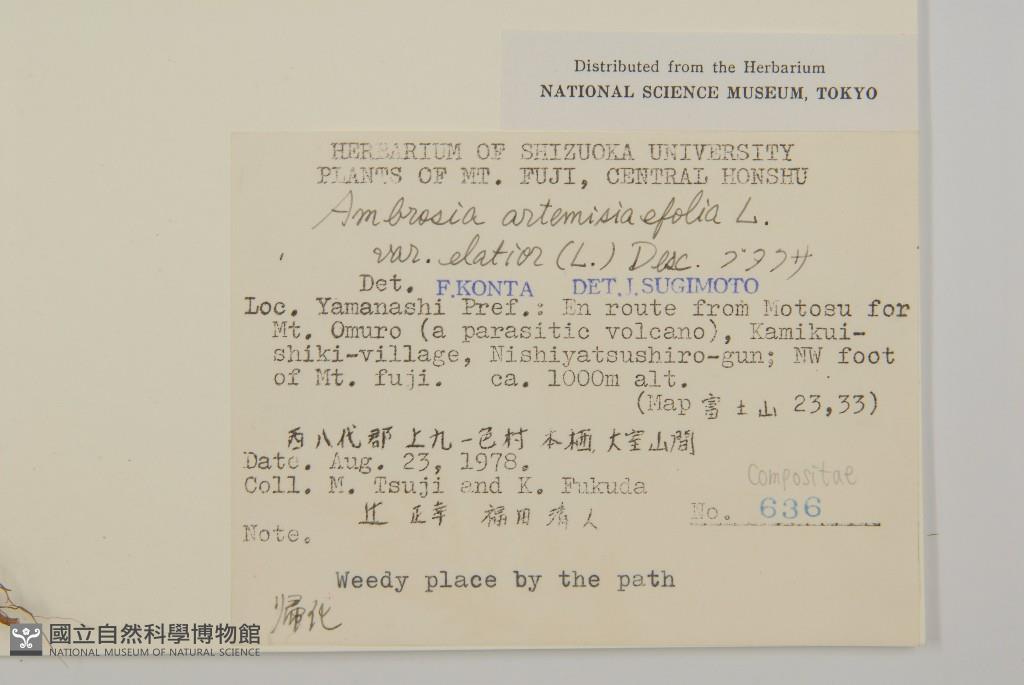 Distributed from the Herbarium
NATIONAL SCIENCE MUSEUM, TOKYO
HERBARIUM OF SHIZUOKA UNIVERSITY
PLANTS OF MT. FUJI, CENTRAL HONSHU
Ambrosia artemisiaefolia L.
var. elatior (L.) Desc. ブタクサ
Det. F.KONTA DET.J.SUGIMOTO
Loc. Yamanashi Pref.: En route from Motosu for
Mt. Omuro (a parasitic volcano), Kamikui-
shiki-village, Nishiyatsushiro-gun; NW foot
of Mt. fuji. ca. 1000m alt.
(Map 富士山 23,33)
西八代郡 上九一色村 本栖, 大室山間
Date. Aug. 23, 1978.
Compositae
Coll. M. Tsuji and K. Fukuda
No. 636
辻 正幸 福田 清人
Note.
Weedy place by the path
帰化
國立自然科學博物館
NATIONAL MUSEUM OF NATURAL SCIENCE